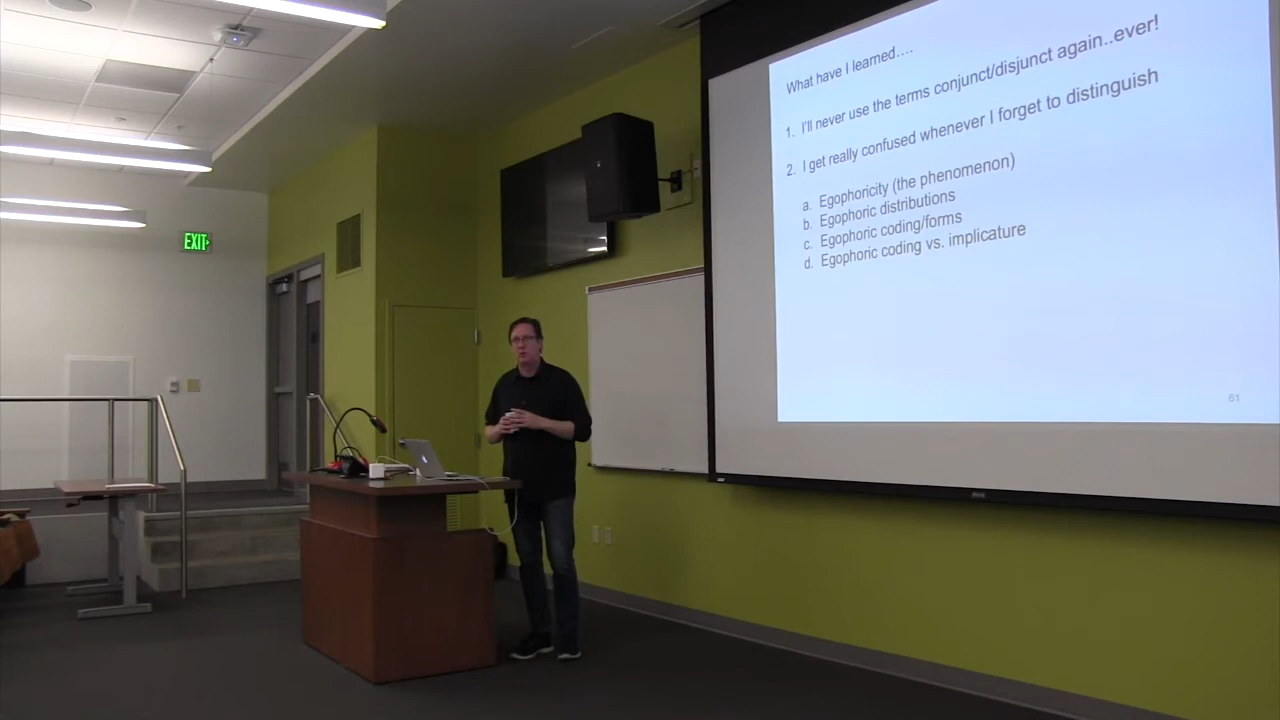 EXIT
What have I learned....
1. I'll never use the terms conjunct/disjunct again..ever!
2. I get really confused whenever I forget to distinguish
a. Egophoricity (the phenomenon)
b. Egophoric distributions
c. Egophoric coding/forms
d. Egophoric coding vs. implicature
61